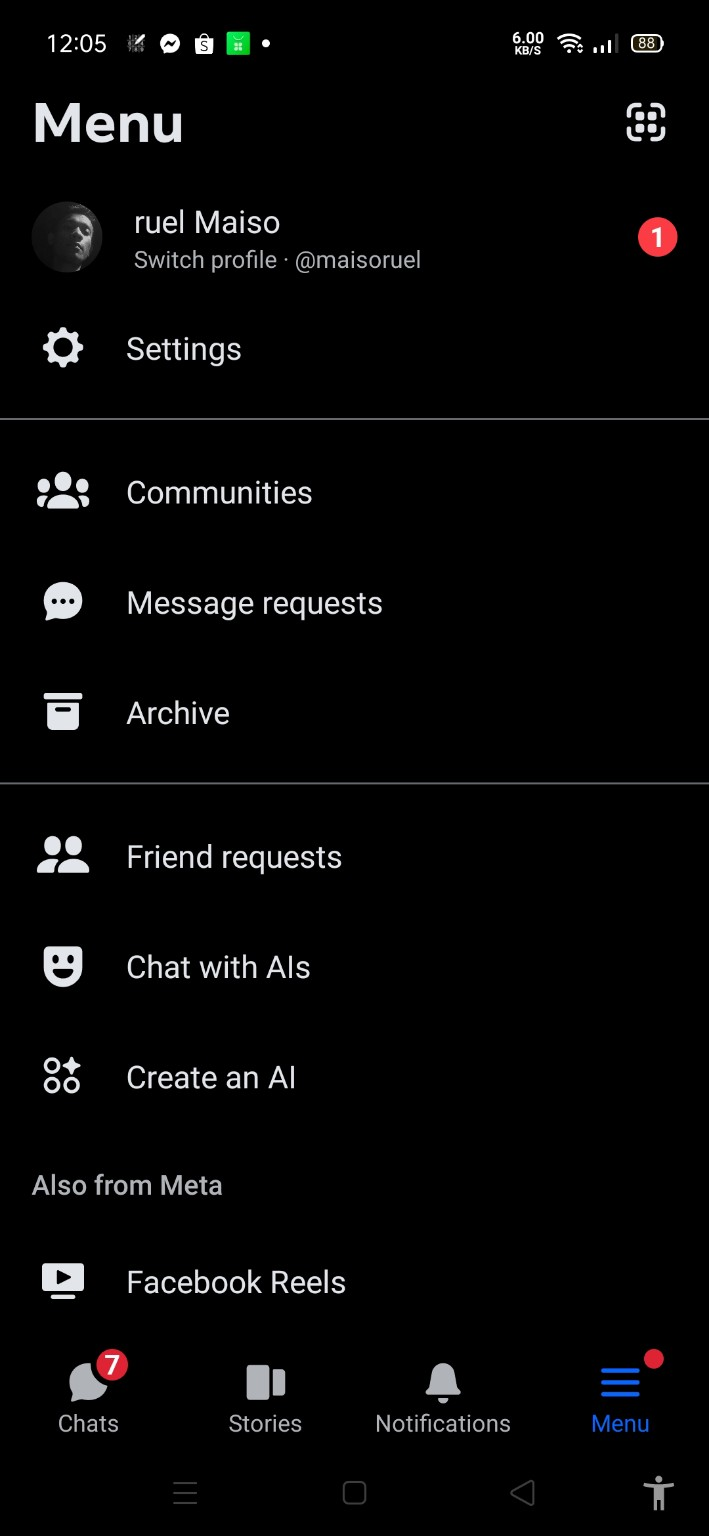 12:05
6.00
KB/S
88
Menu
ruel Maiso
1
Switch profile · @maisoruel
Settings
Communities
Message requests
Archive
Friend requests
Chat with AIs
Create an AI
Also from Meta
Facebook Reels
7
Chats
Stories
Notifications
Menu